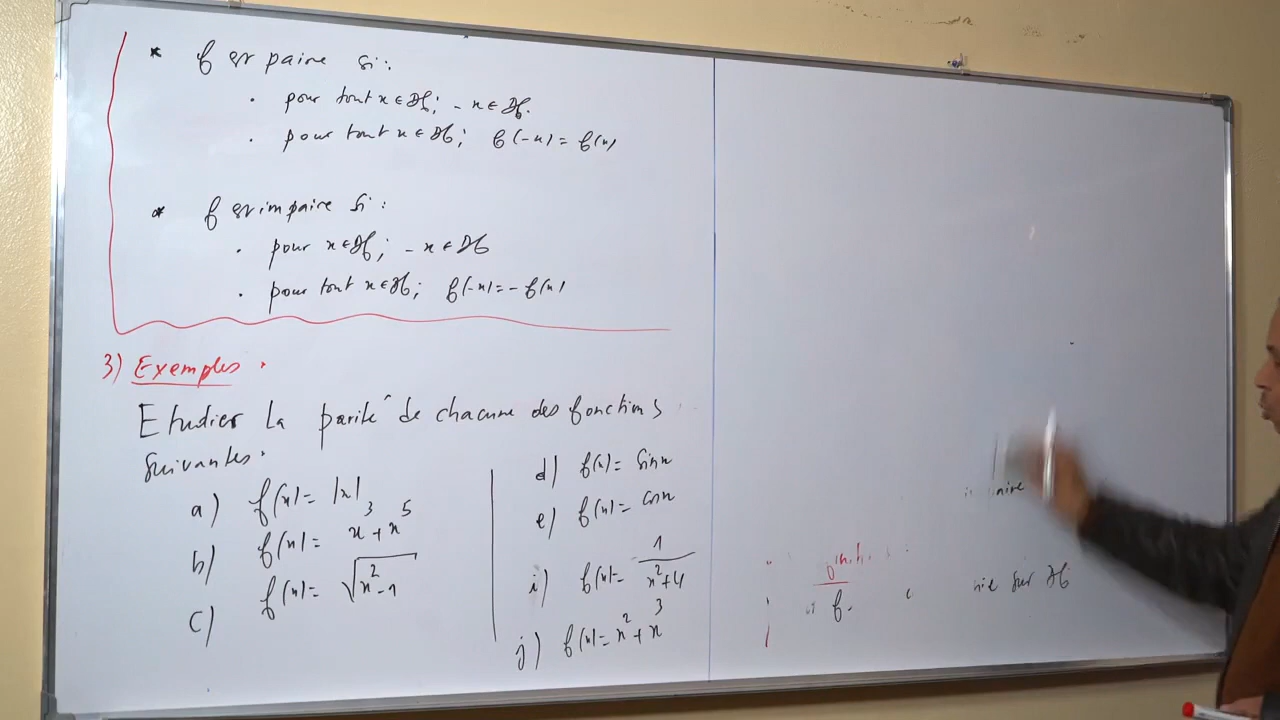 * f est paire si :
. pour tout x ∈ Df ; -x ∈ Df.
. pour tout x ∈ Df ; f(-x) = f(x)
* f est impaire si :
. pour x ∈ Df ; -x ∈ Df
. pour tout x ∈ Df ; f(-x) = - f(x)
3) Exemples .
Etudier la parité de chacune des fonctions
suivantes.
a) f(x) = |x|
b) f(x) = x³ + x⁵
c) f(x) = √(x² - 1)
d) f(x) = sin x
e) f(x) = cos x
i) f(x) = 1/(x² + 4)
j) f(x) = x² + x³
f.
sur Df